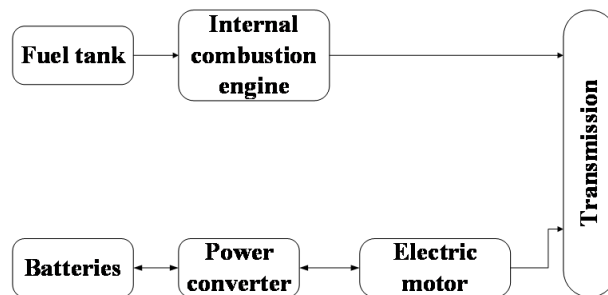 Fuel tank
Internal
combustion
engine
Transmission
Batteries
Power
converter
Electric
motor